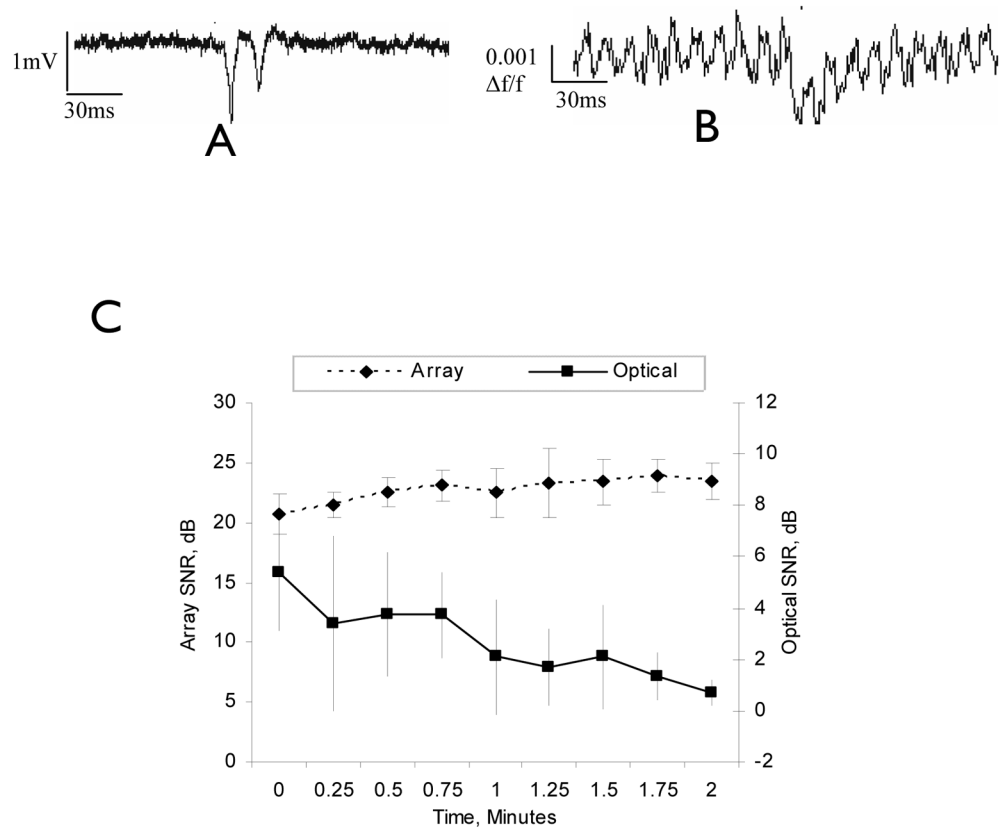 1mV
30ms
A
0.001
Δf/f
30ms
B
C
Array
Optical
30
25
20
15
10
5
0
Array SNR, dB
12
10
8
6
4
2
0
-2
Optical SNR, dB
0 0.25 0.5 0.75 1 1.25 1.5 1.75 2
Time, Minutes